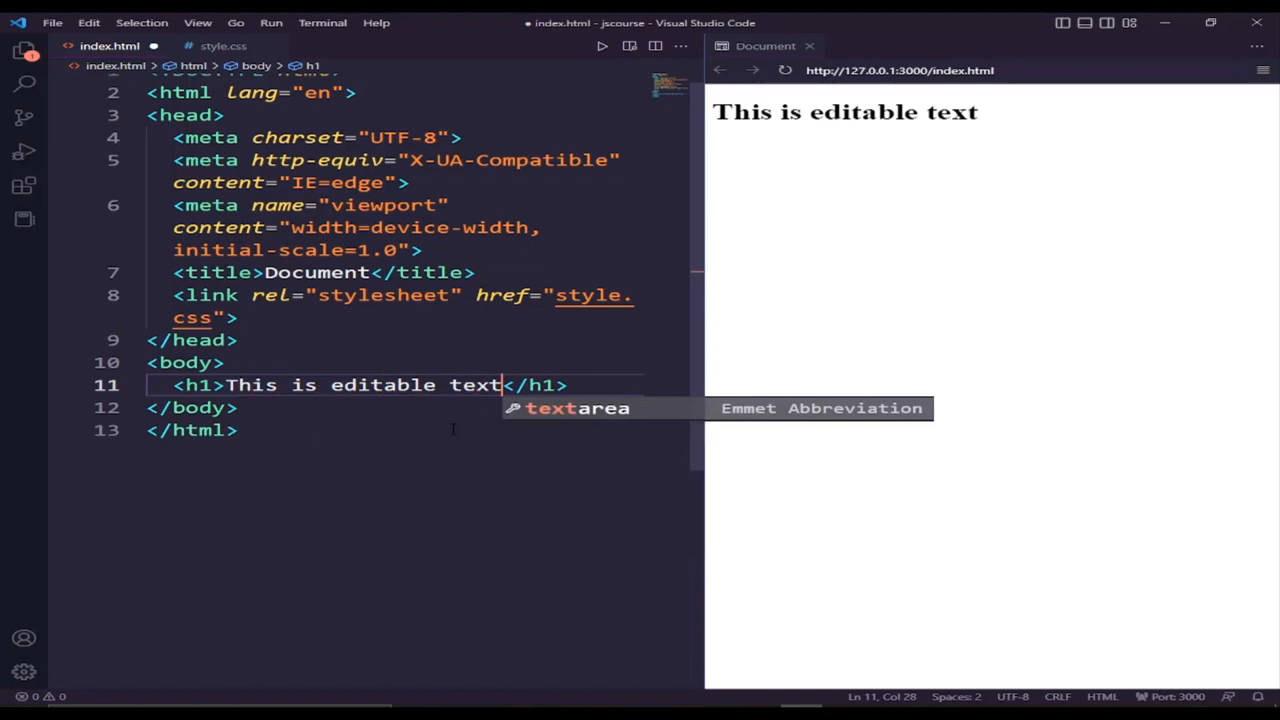 File Edit Selection View Go Run Terminal Help
● index.html - jscourse - Visual Studio Code
1
<> index.html ●
# style.css
Document ×
<> index.html > html > body > h1
http://127.0.0.1:3000/index.html
2 <html lang="en">
3 <head>
4 <meta charset="UTF-8">
5 <meta http-equiv="X-UA-Compatible"
content="IE=edge">
6 <meta name="viewport"
content="width=device-width,
initial-scale=1.0">
7 <title>Document</title>
8 <link rel="stylesheet" href="style.
css">
9 </head>
10 <body>
11 <h1>This is editable text</h1>
textarea Emmet Abbreviation
12 </body>
13 </html>
This is editable text
0 0
Ln 11, Col 28 Spaces: 2 UTF-8 CRLF HTML Port: 3000